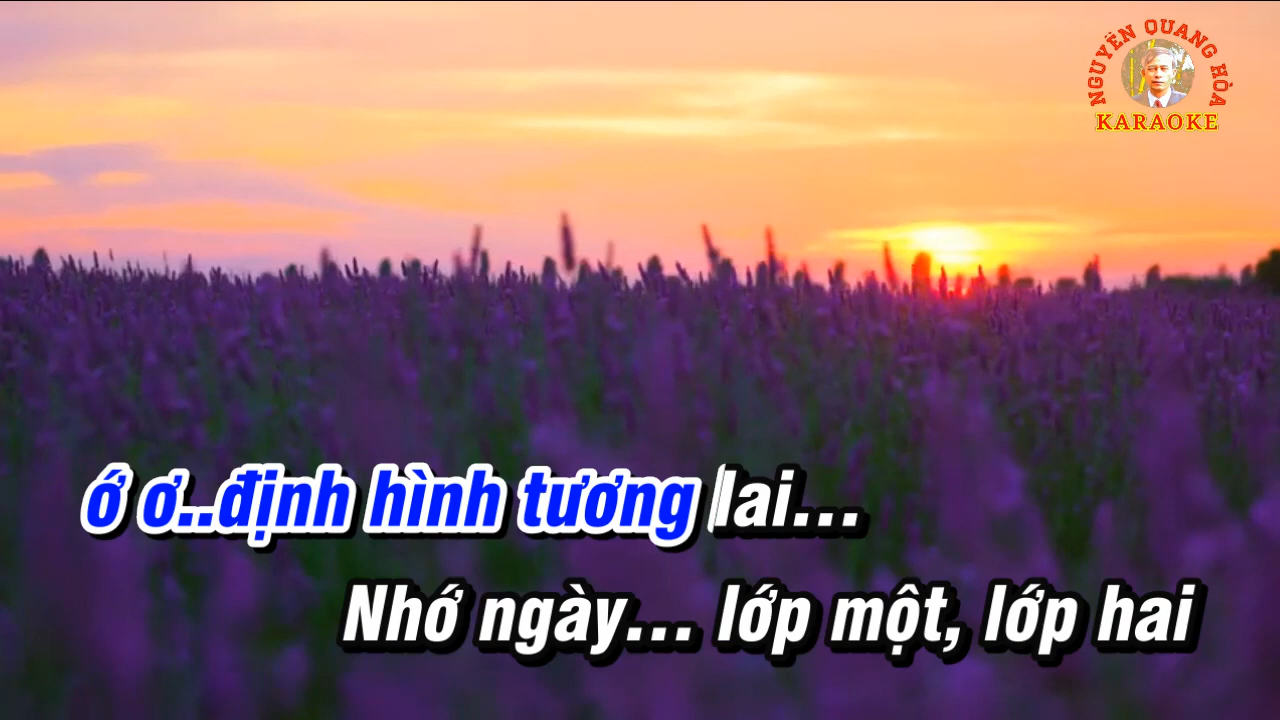 NGUYỄN QUANG HÒA
KARAOKE
ớ ơ..định hình tương lai...
Nhớ ngày... lớp một, lớp hai